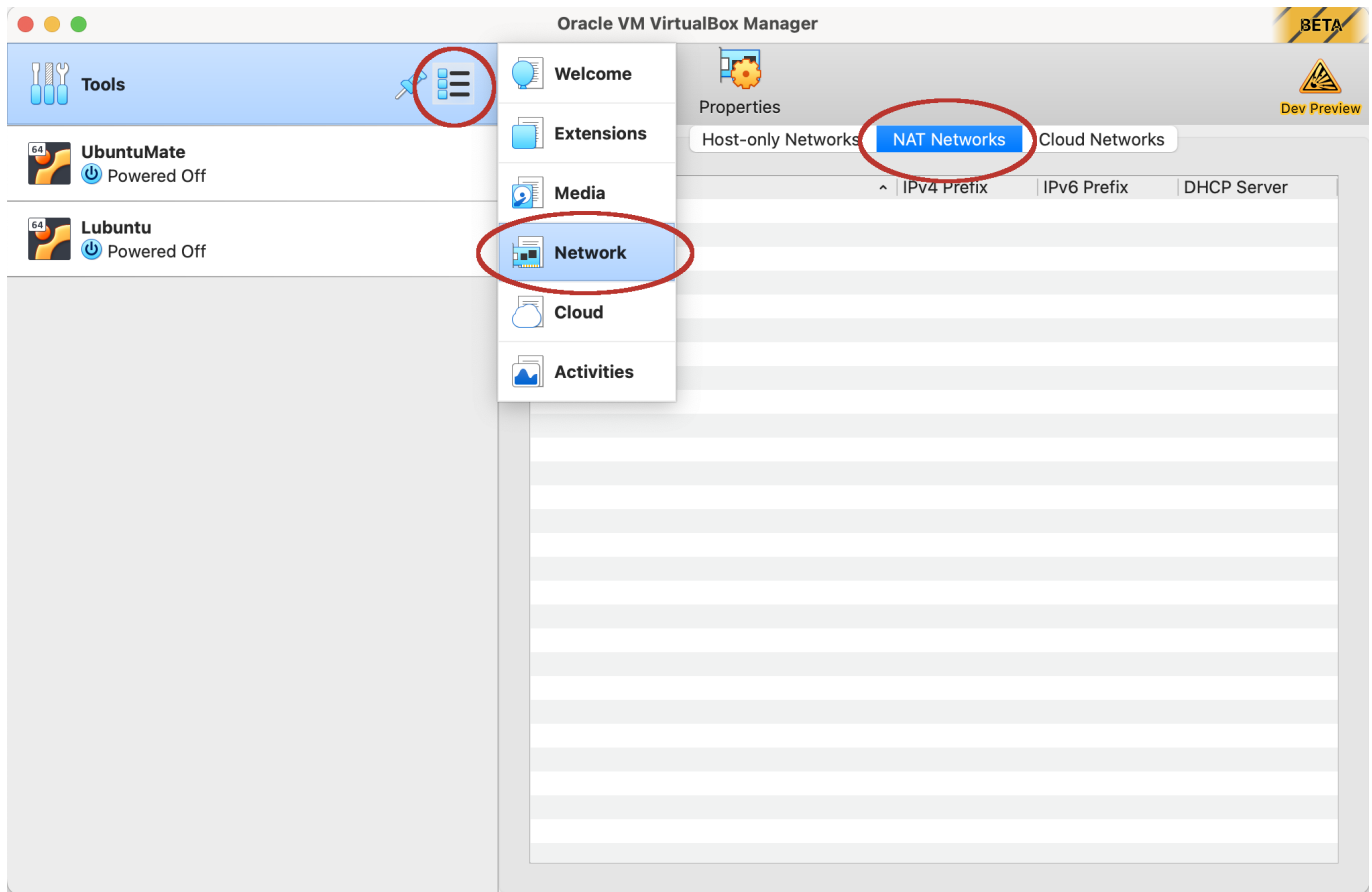 Oracle VM VirtualBox Manager
BETA
Tools
Welcome
Properties
Dev Preview
Extensions
Host-only Networks
NAT Networks
Cloud Networks
64
UbuntuMate
Powered Off
Media
IPv4 Prefix
IPv6 Prefix
DHCP Server
64
Lubuntu
Powered Off
Network
Cloud
Activities